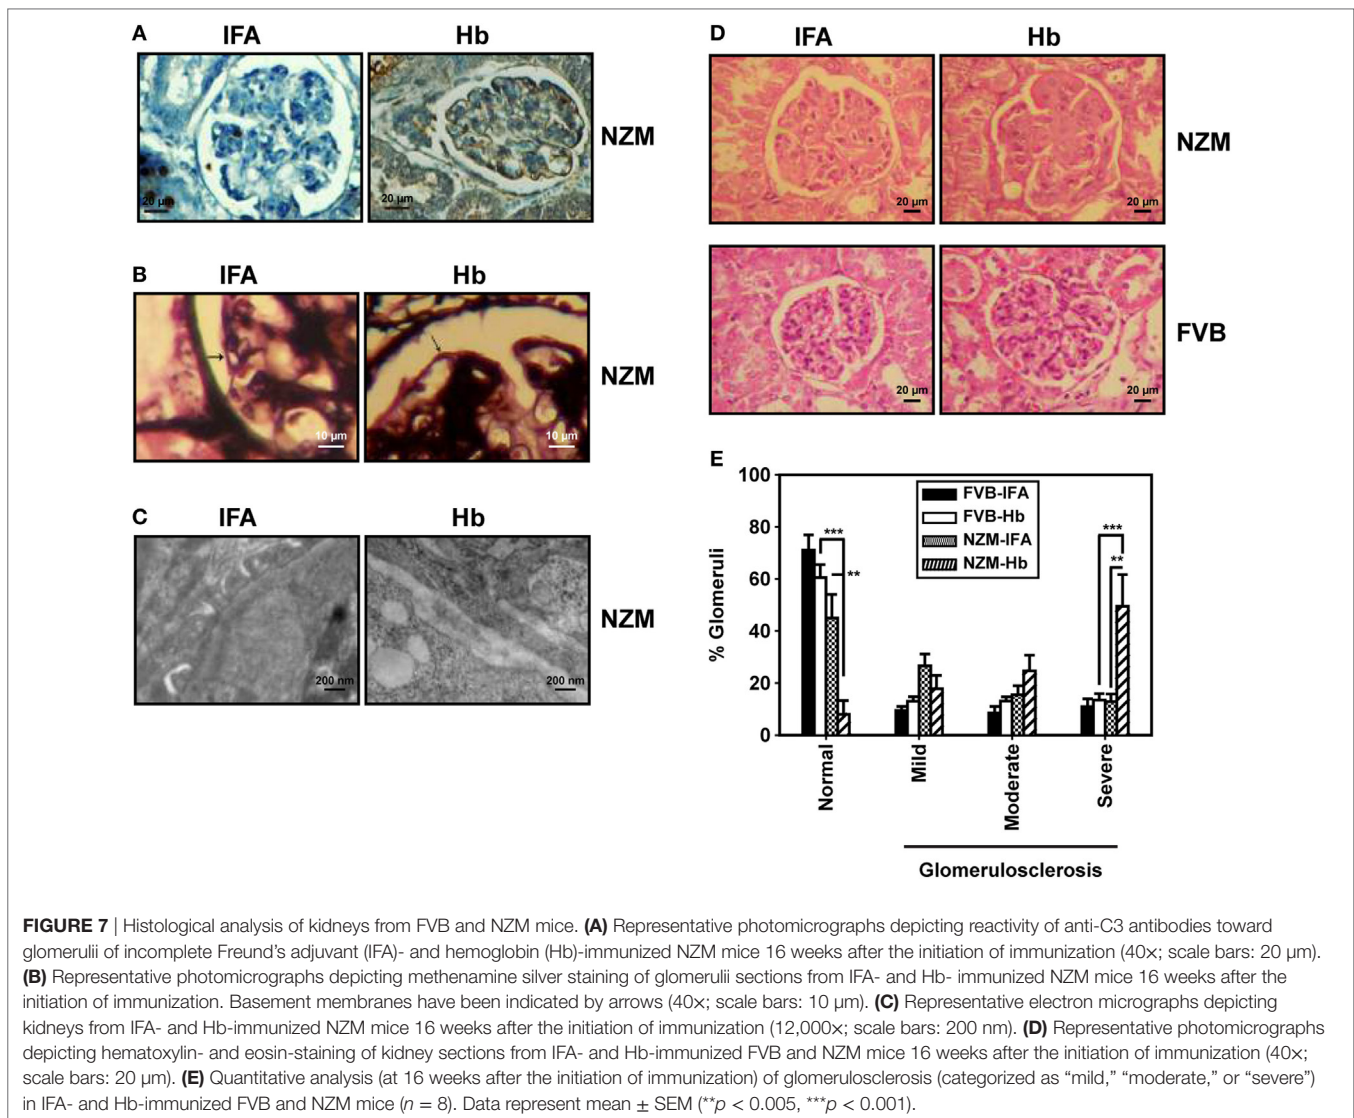 A
IFA
Hb
NZM
20 µm
20 µm
B
IFA
Hb
NZM
10 µm
10 µm
C
IFA
Hb
NZM
200 nm
200 nm
D
IFA
Hb
NZM
20 µm
20 µm
FVB
20 µm
20 µm
E
100
80
60
40
20
0
% Glomeruli
FVB-IFA
FVB-Hb
NZM-IFA
NZM-Hb
***
**
***
**
Normal
Mild
Moderate
Severe
Glomerulosclerosis
FIGURE 7 | Histological analysis of kidneys from FVB and NZM mice. (A) Representative photomicrographs depicting reactivity of anti-C3 antibodies toward
glomerulii of incomplete Freund's adjuvant (IFA)- and hemoglobin (Hb)-immunized NZM mice 16 weeks after the initiation of immunization (40×; scale bars: 20 µm).
(B) Representative photomicrographs depicting methenamine silver staining of glomerulii sections from IFA- and Hb- immunized NZM mice 16 weeks after the
initiation of immunization. Basement membranes have been indicated by arrows (40×; scale bars: 10 µm). (C) Representative electron micrographs depicting
kidneys from IFA- and Hb-immunized NZM mice 16 weeks after the initiation of immunization (12,000×; scale bars: 200 nm). (D) Representative photomicrographs
depicting hematoxylin- and eosin-staining of kidney sections from IFA- and Hb-immunized FVB and NZM mice 16 weeks after the initiation of immunization (40×;
scale bars: 20 µm). (E) Quantitative analysis (at 16 weeks after the initiation of immunization) of glomerulosclerosis (categorized as "mild," "moderate," or "severe")
in IFA- and Hb-immunized FVB and NZM mice (n = 8). Data represent mean ± SEM (**p < 0.005, ***p < 0.001).